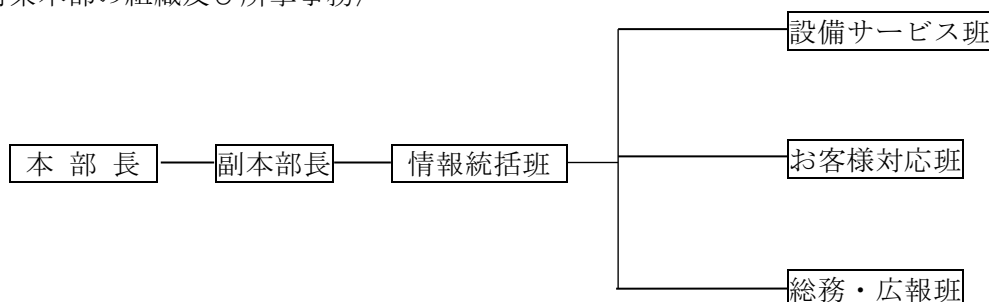 設備サービス班
本 部 長
副本部長
情報統括班
お客様対応班
総務・広報班